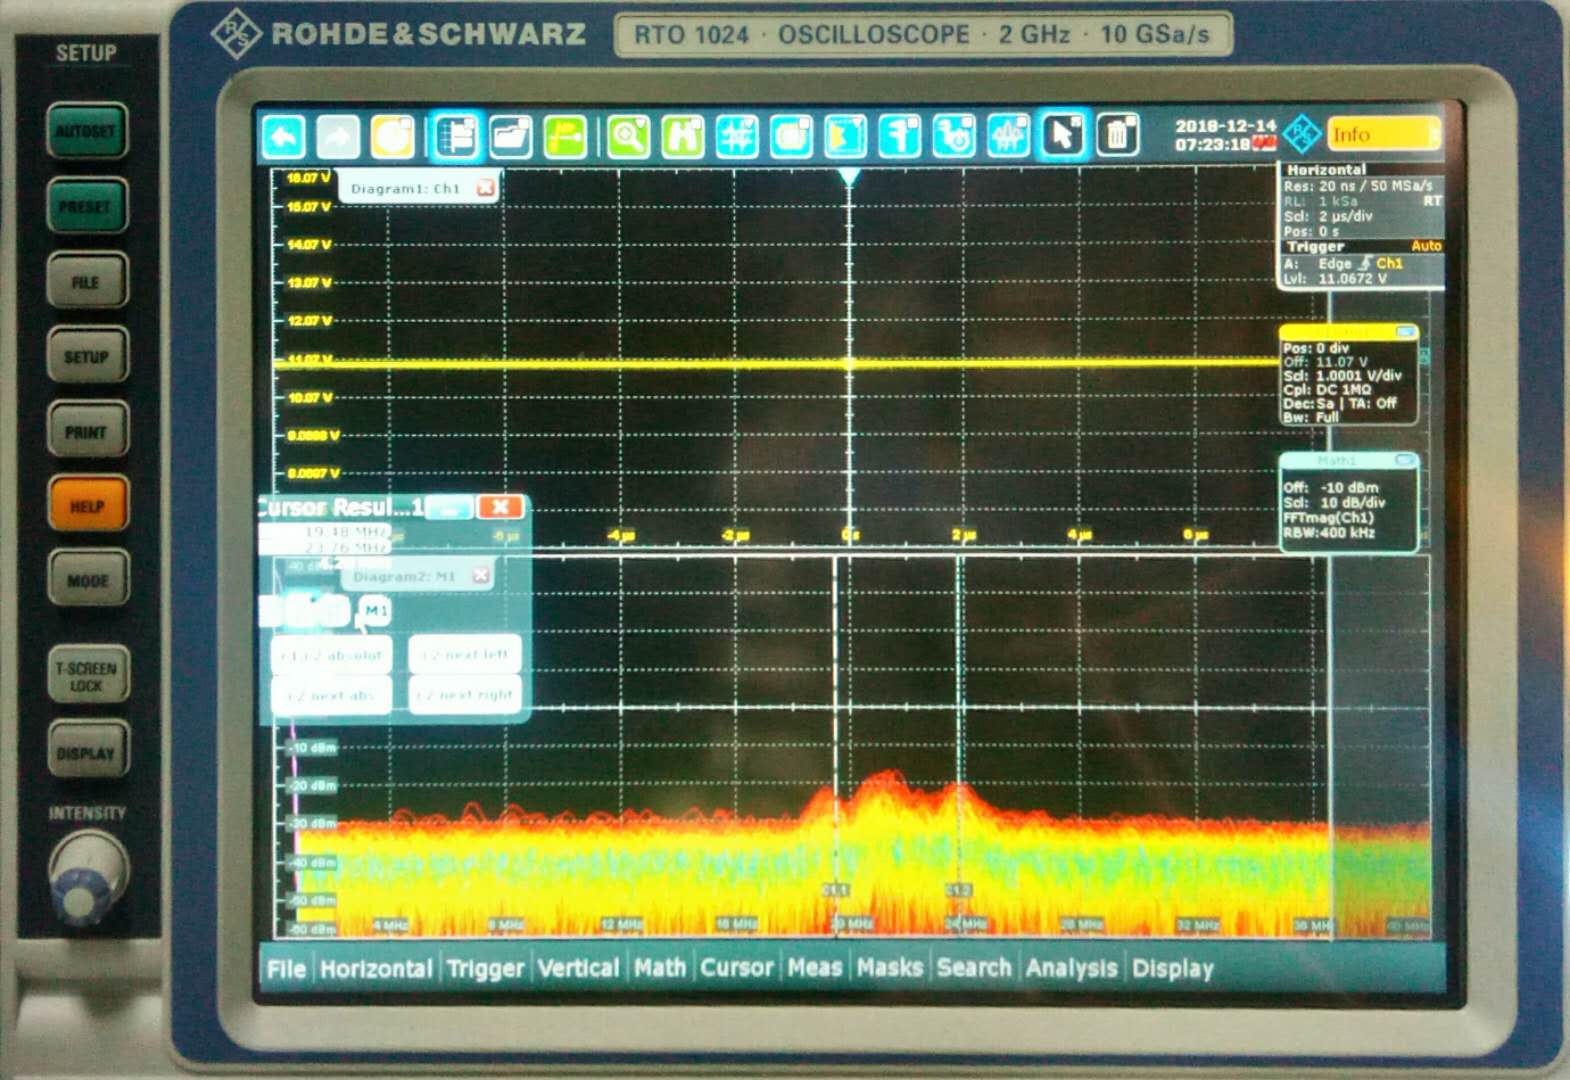 ROHDE & SCHWARZ
RTO 1024 · OSCILLOSCOPE · 2 GHz · 10 GSa/s
SETUP
AUTOSET
PRESET
FILE
SETUP
PRINT
HELP
MODE
T-SCREEN
LOCK
DISPLAY
INTENSITY
2018-12-14
07:23:18
Info
Diagram1: Ch1
16.07 V
15.07 V
14.07 V
13.07 V
12.07 V
11.07 V
10.07 V
Horizontal
Res: 20 ns / 50 MSa/s
RL: 1 kSa RT
Scl: 2 µs/div
Pos: 0 s
Trigger Auto
A: Edge Ch1
Lvl: 11.0672 V
Pos: 0 div
Off: 11.07 V
Scl: 1.0001 V/div
Cpl: DC 1MΩ
Dec: Sa | TA: Off
Bw: Full
Math1
Off: -10 dBm
Scl: 10 dB/div
FFTmag(Ch1)
RBW:400 kHz
-6 µs
-4 µs
-2 µs
0 s
2 µs
4 µs
6 µs
Cursor Resul...1
19.48 MHz
23.76 MHz
Diagram2: M1
M1
c2 next left
c2 next abs
c2 next right
-10 dBm
-20 dBm
-30 dBm
-40 dBm
-50 dBm
-60 dBm
C1.1
C1.2
4 MHz
8 MHz
12 MHz
16 MHz
20 MHz
24 MHz
28 MHz
32 MHz
36 MHz
40 MHz
File
Horizontal
Trigger
Vertical
Math
Cursor
Meas
Masks
Search
Analysis
Display